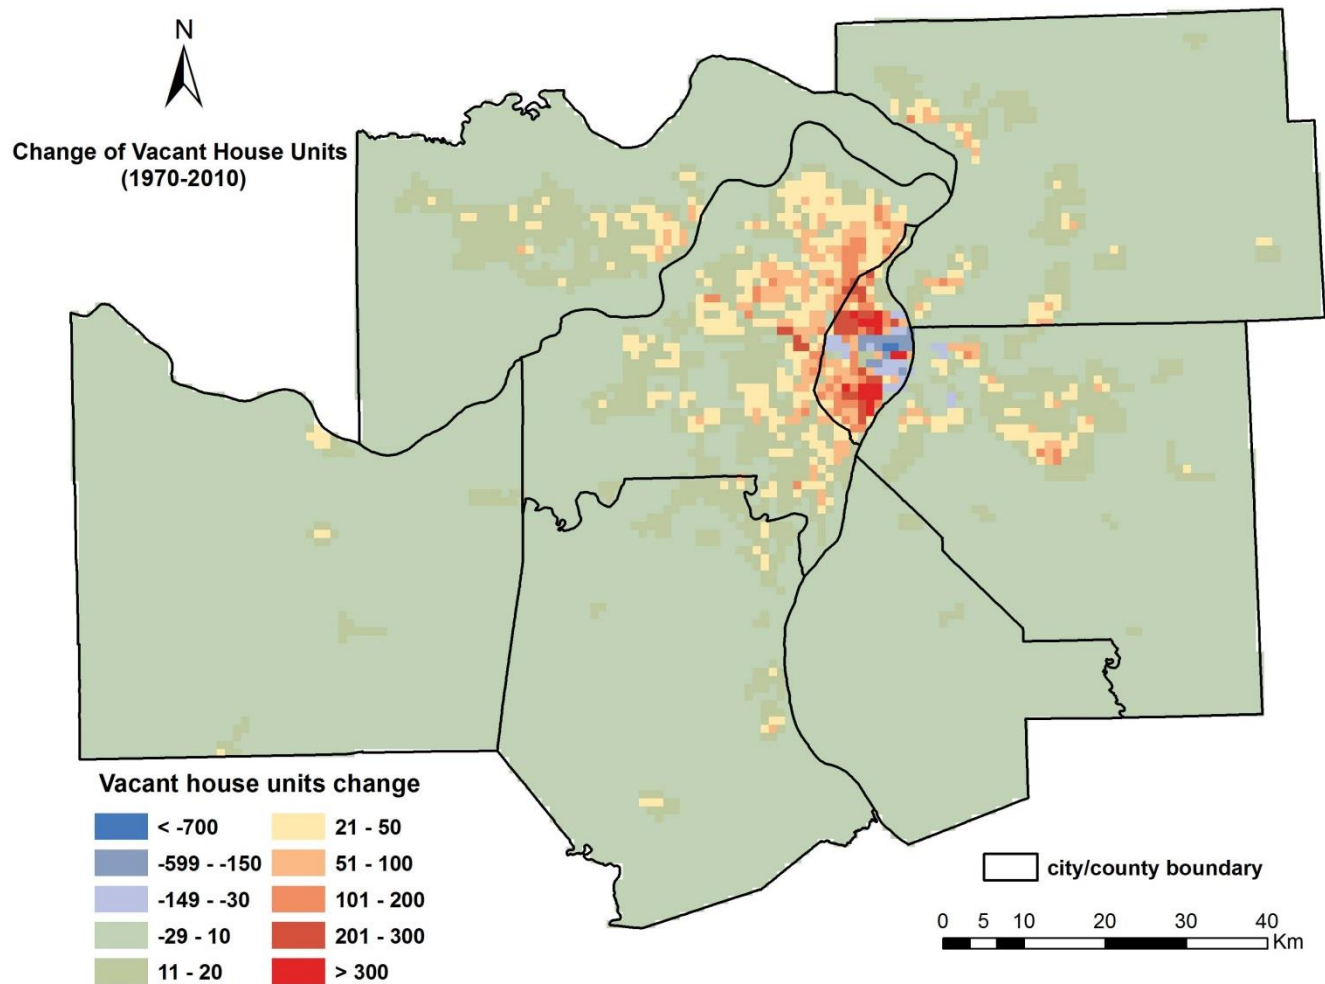 N
Change of Vacant House Units
(1970-2010)
Vacant house units change
< -700
-599 - -150
-149 - -30
-29 - 10
11 - 20
21 - 50
51 - 100
101 - 200
201 - 300
> 300
city/county boundary
0 5 10 20 30 40
Km